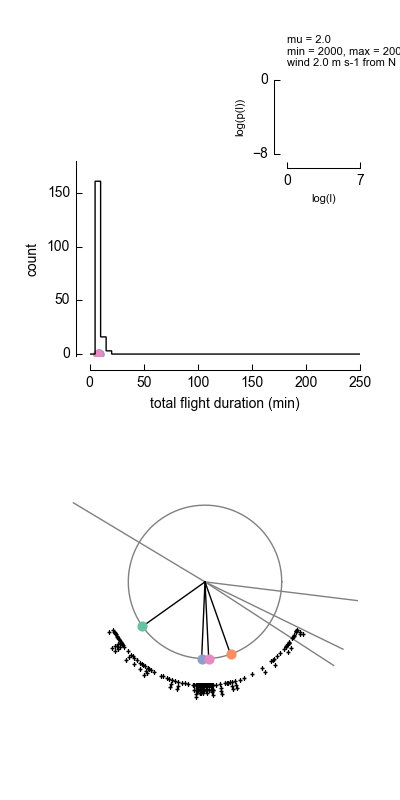 mu = 2.0
min = 2000, max = 200
wind 2.0 m s-1 from N
0
log(p(l))
−8
0 7
log(l)
150
100
50
0
count
0 50 100 150 200 250
total flight duration (min)